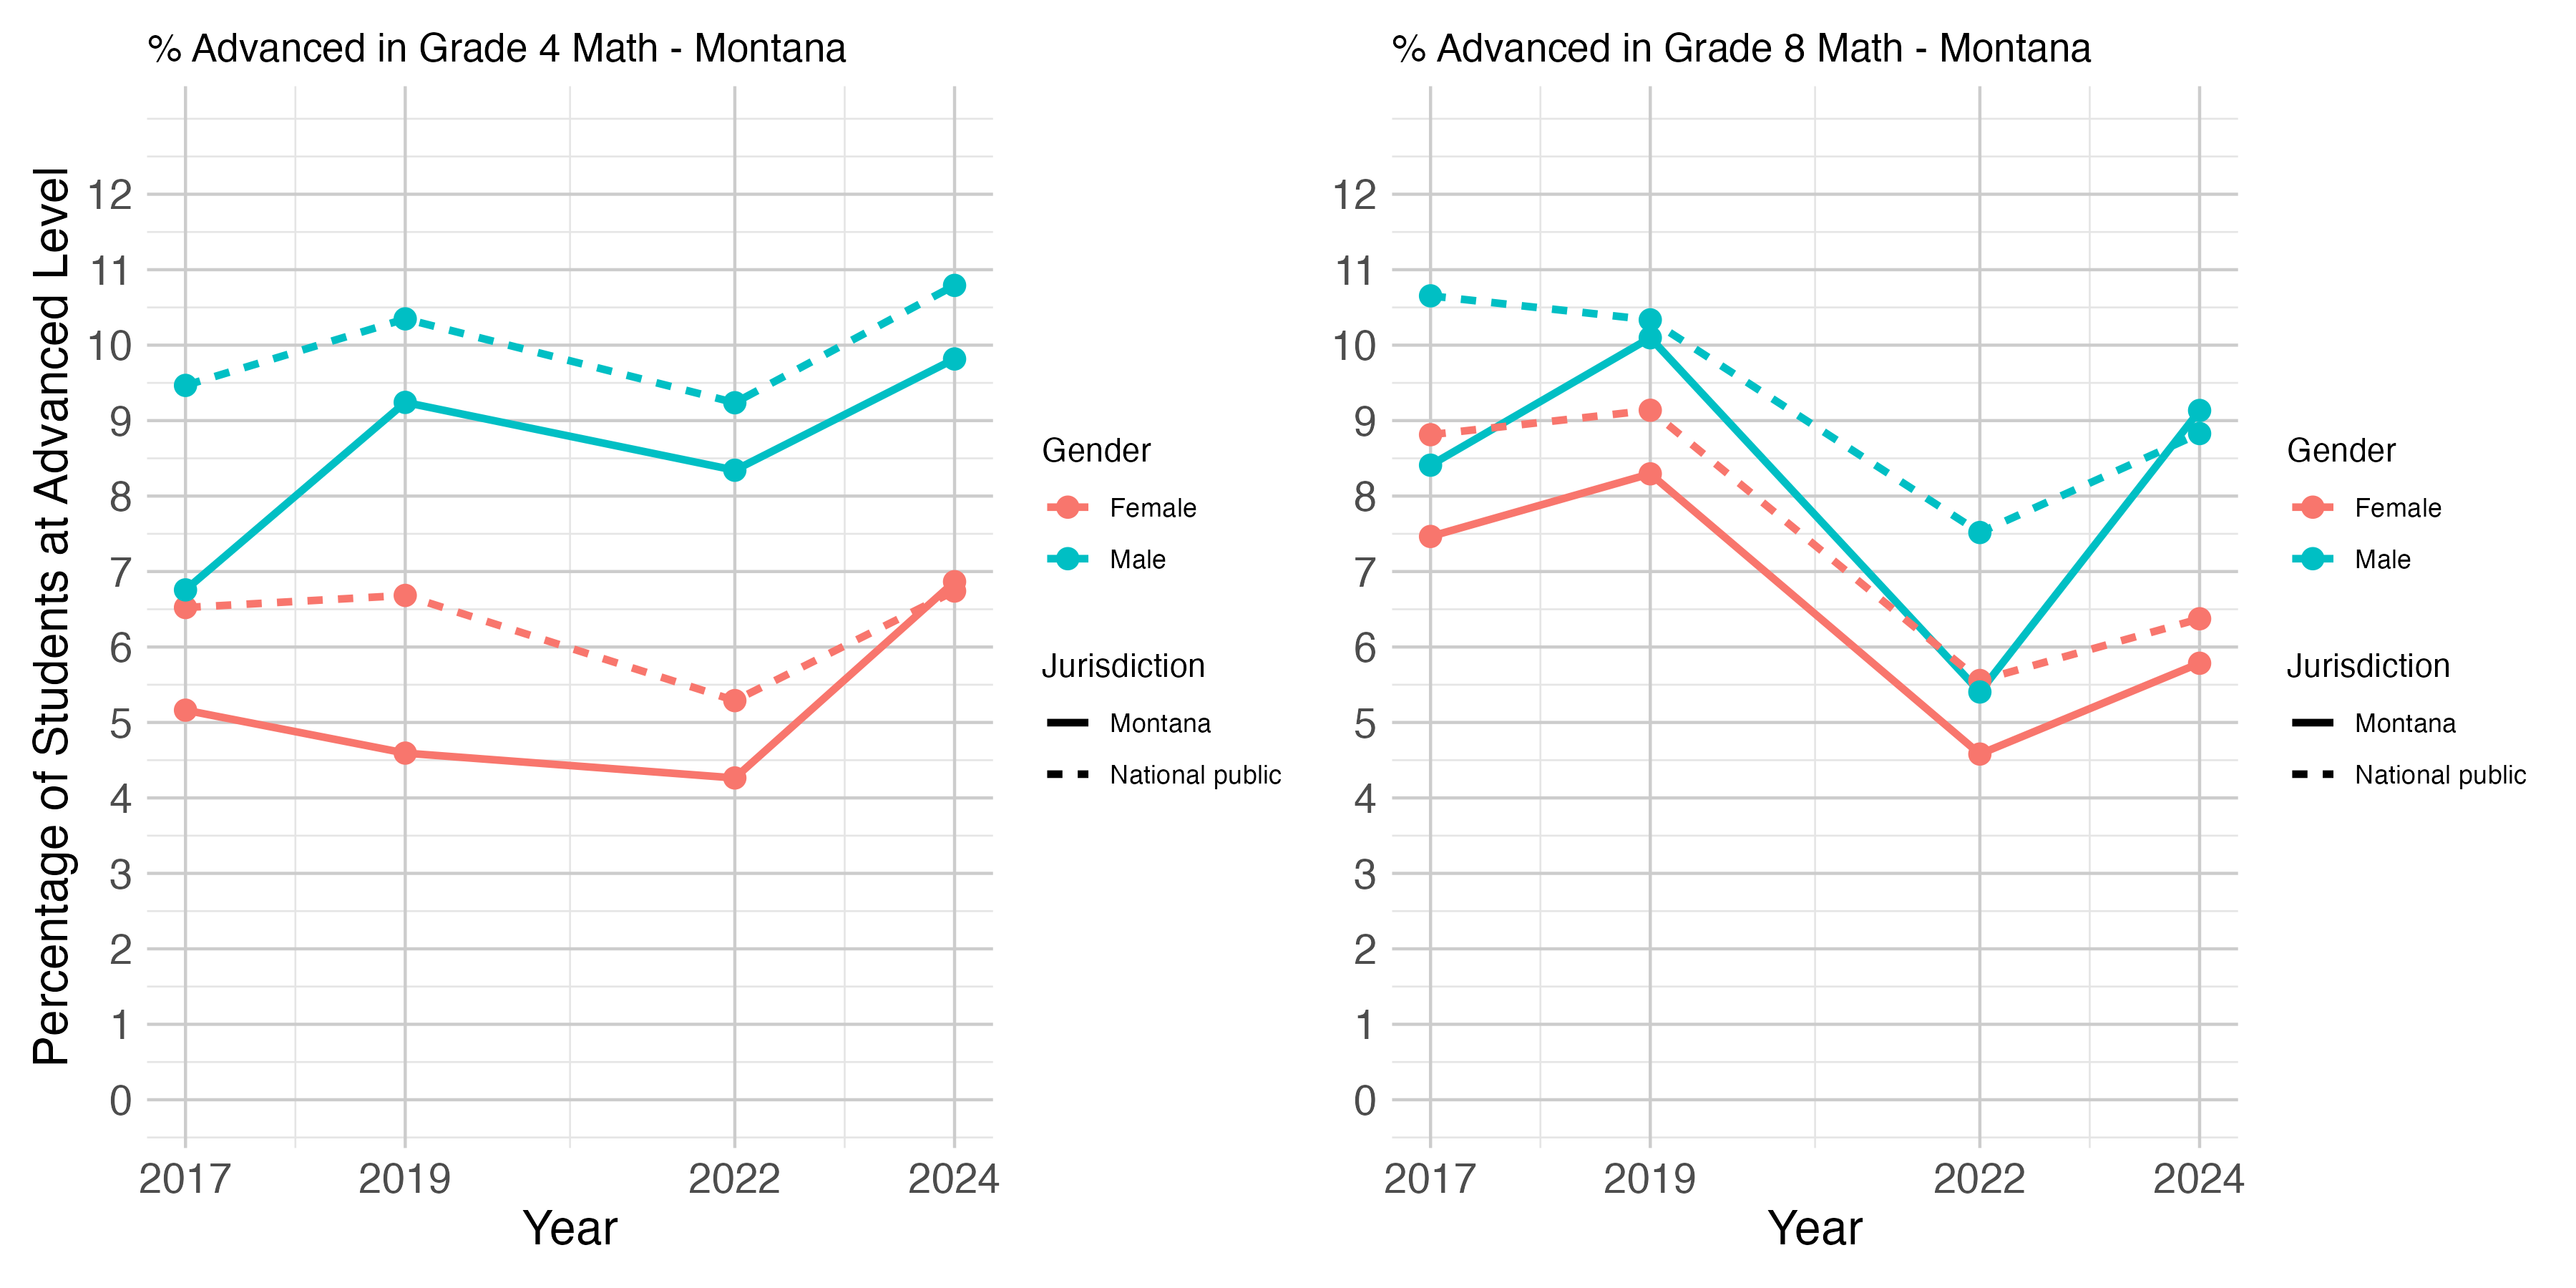 % Advanced in Grade 4 Math - Montana
Percentage of Students at Advanced Level
12
11
10
9
8
7
6
5
4
3
2
1
0
2017 2019 2022 2024
Year
Gender
Female
Male
Jurisdiction
Montana
National public
% Advanced in Grade 8 Math - Montana
12
11
10
9
8
7
6
5
4
3
2
1
0
2017 2019 2022 2024
Year
Gender
Female
Male
Jurisdiction
Montana
National public